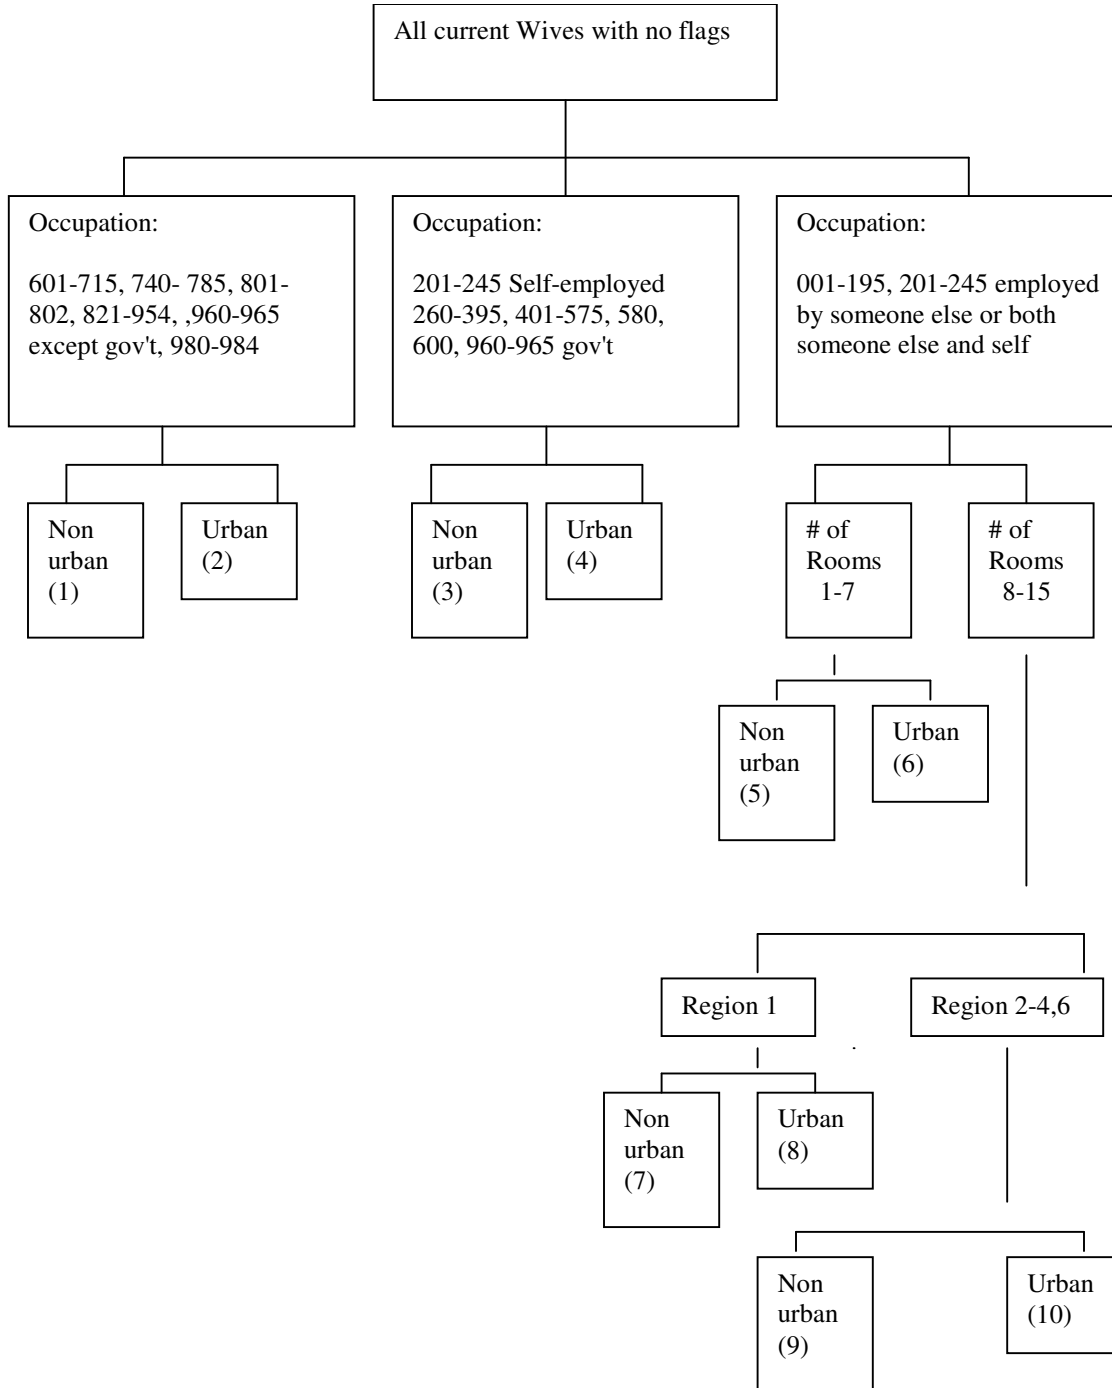 All current Wives with no flags
Occupation:
601-715, 740- 785, 801-
802, 821-954, ,960-965
except gov't, 980-984
Occupation:
201-245 Self-employed
260-395, 401-575, 580,
600, 960-965 gov't
Occupation:
001-195, 201-245 employed
by someone else or both
someone else and self
Non
urban
(1)
Urban
(2)
Non
urban
(3)
Urban
(4)
# of
Rooms
1-7
# of
Rooms
8-15
Non
urban
(5)
Urban
(6)
Region 1
Region 2-4,6
.
Non
urban
(7)
Urban
(8)
Non
urban
(9)
Urban
(10)